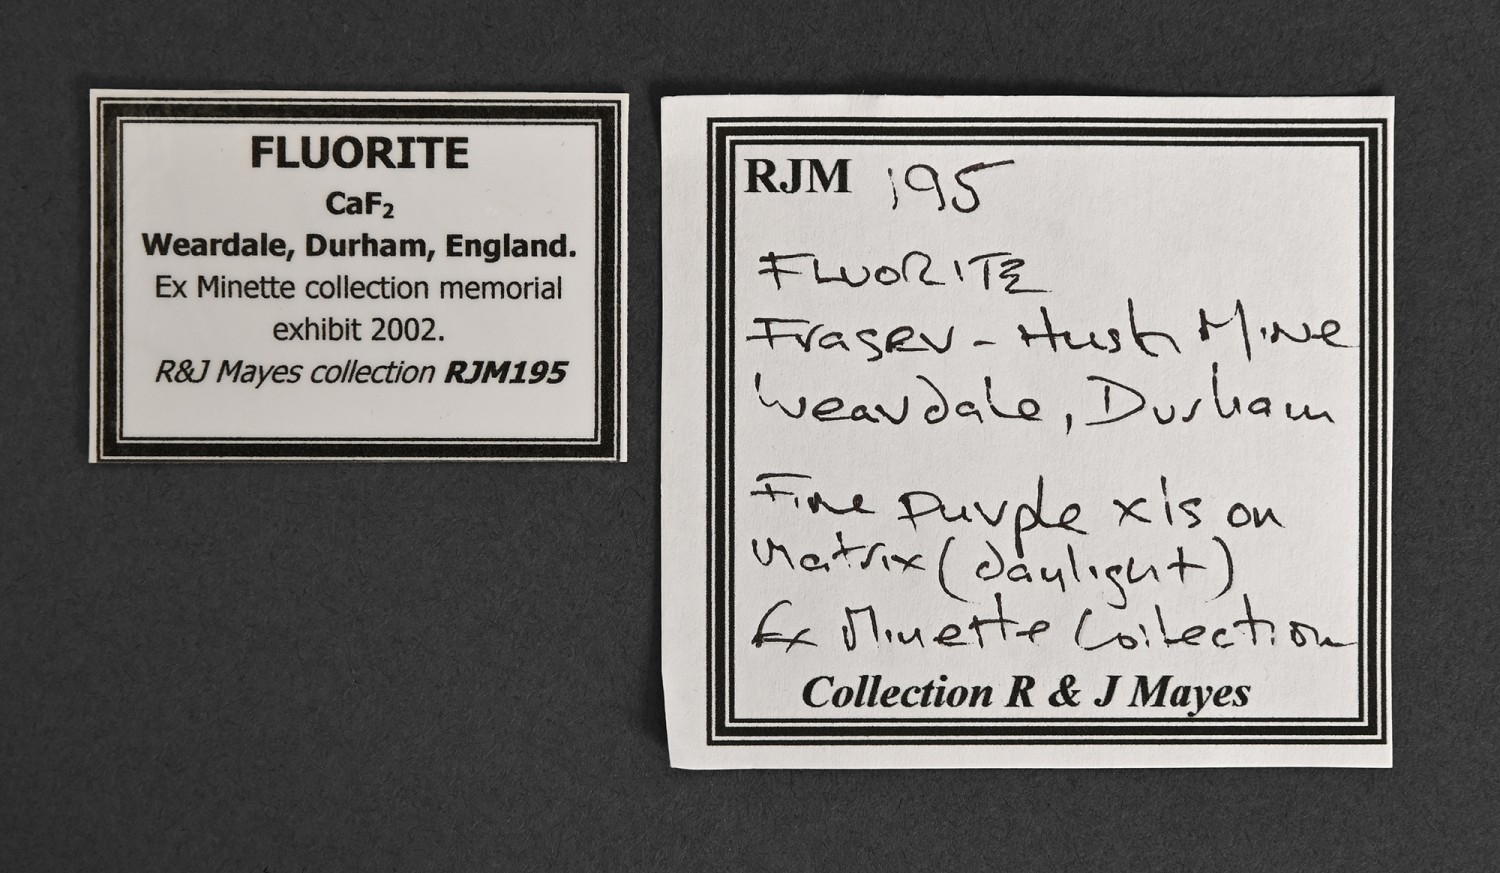 FLUORITE
CaF₂
Weardale, Durham, England.
Ex Minette collection memorial
exhibit 2002.
R&J Mayes collection RJM195
RJM 195
FLUORITE
Fraser - Hush Mine
Weardale, Durham
Fine purple xls on
Matrix (daylight)
Ex Minette Collection
Collection R & J Mayes